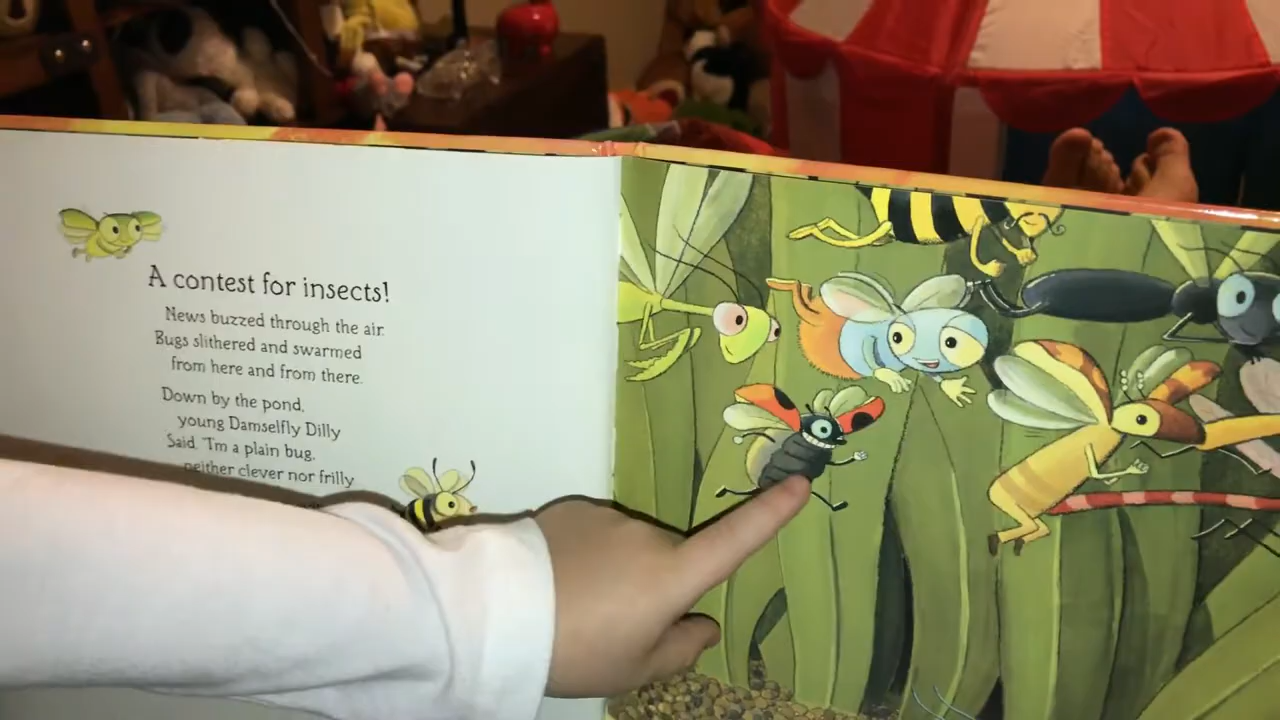 A contest for insects!
News buzzed through the air.
Bugs slithered and swarmed
from here and from there.
Down by the pond,
young Damselfly Dilly
Said, "I'm a plain bug,
neither clever nor frilly